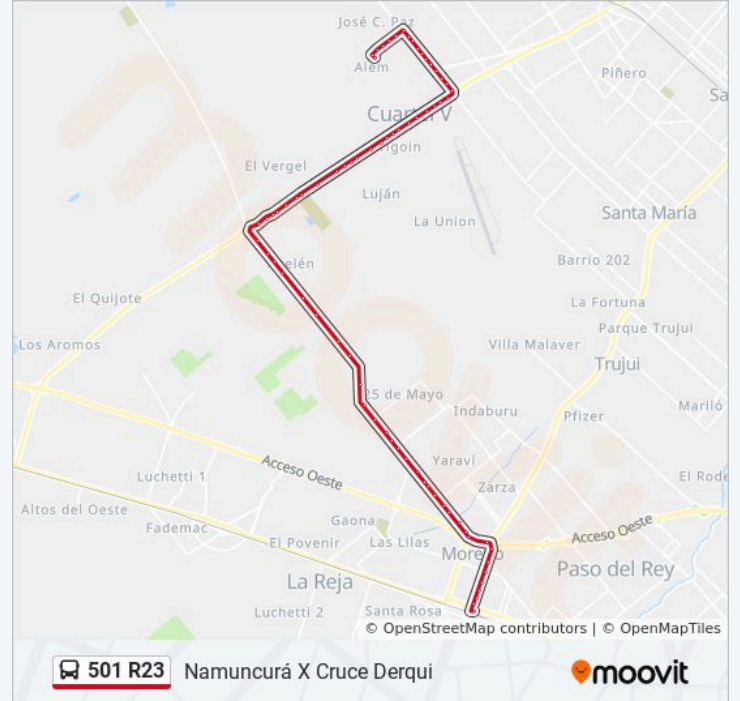 José C. Paz
Alem
Piñero
Cuartel V
Irigoin
El Vergel
Luján
La Union
Santa María
Barrio 202
El Quijote
La Fortuna
Parque Trujui
Los Aromos
Villa Malaver
Trujui
25 de Mayo
Indaburu
Pfizer
Mariló
Yaraví
Acceso Oeste
Luchetti 1
Zarza
El Rode
Altos del Oeste
Gaona
Fademac
El Povenir
Las Lilas
Acceso Oeste
Paso del Rey
La Reja
Luchetti 2
Santa Rosa
© OpenStreetMap contributors | © OpenMapTiles
501 R23 Namuncurá X Cruce Derqui
moovit